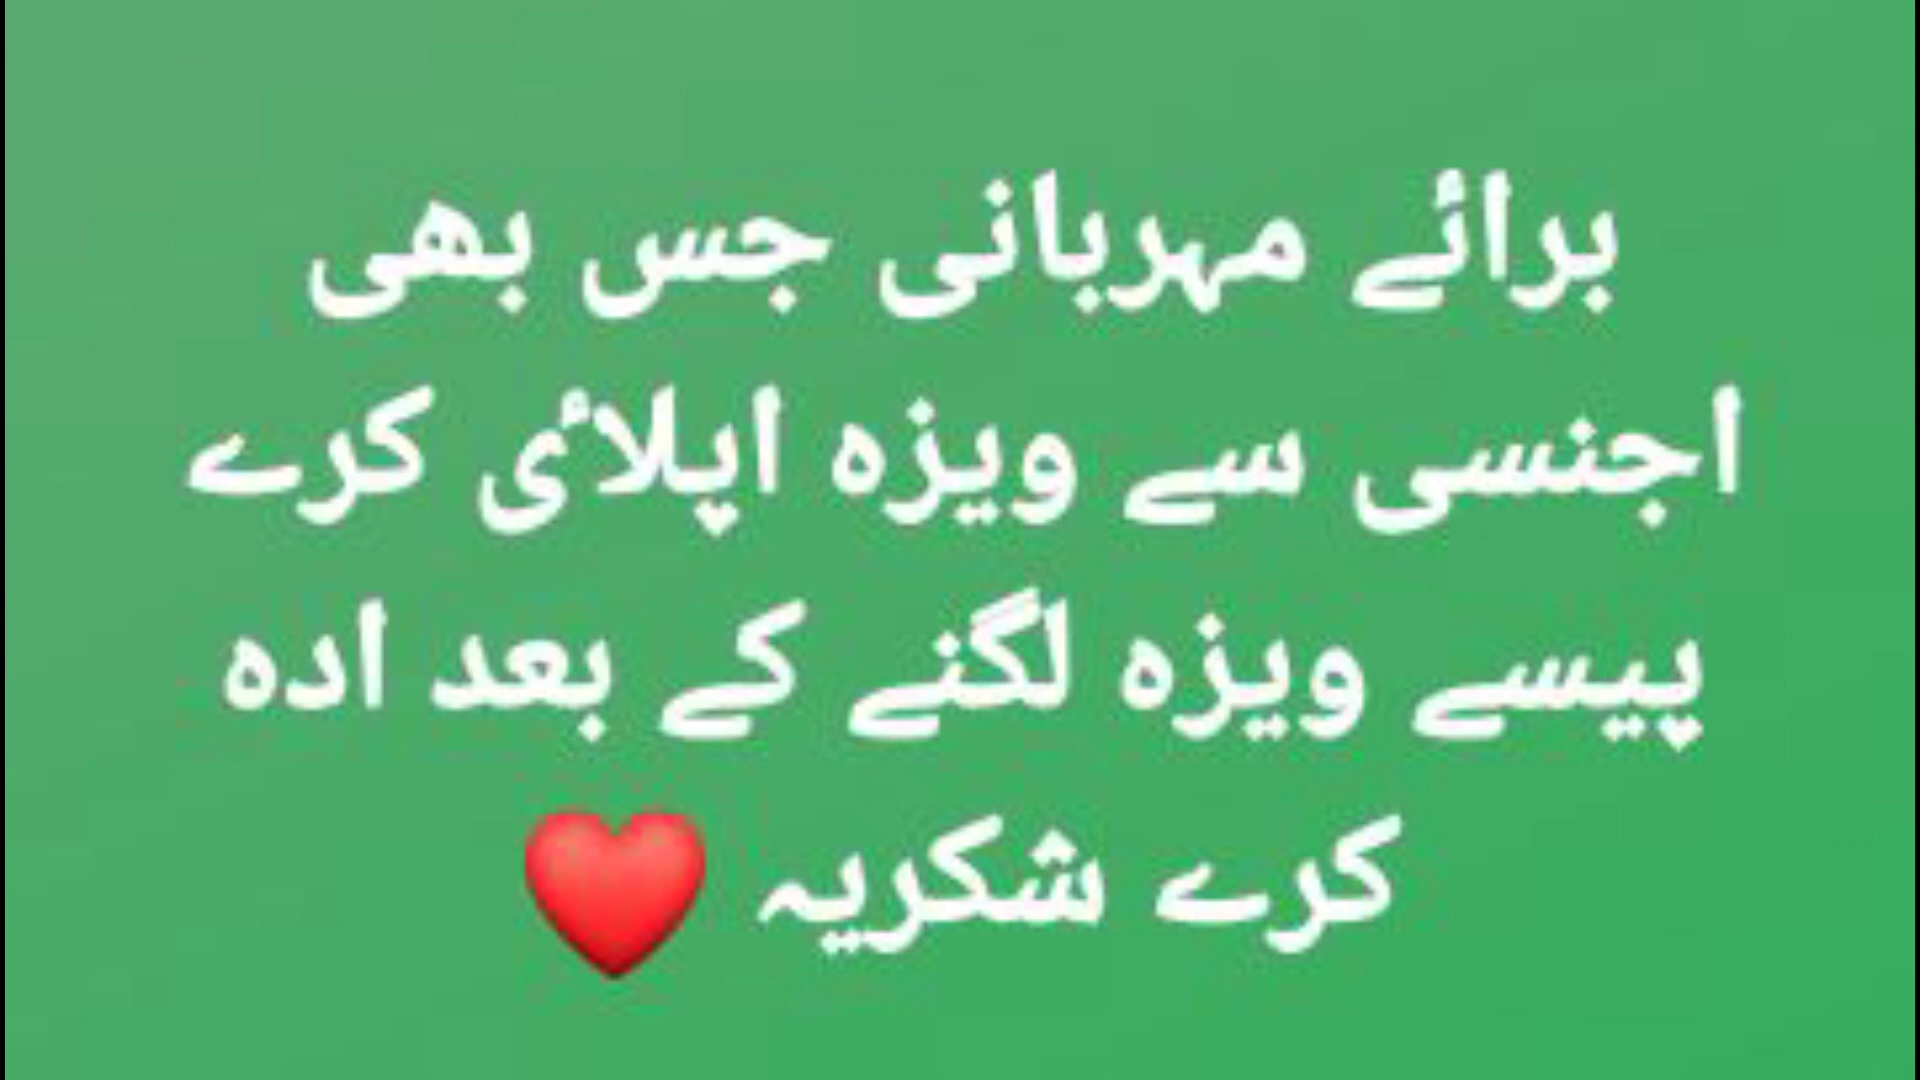 برائے مہربانی جس بھی
اجنسی سے ویزہ اپلائی کرے
پیسے ویزہ لگنے کے بعد ادہ
کرے شکریہ ❤️